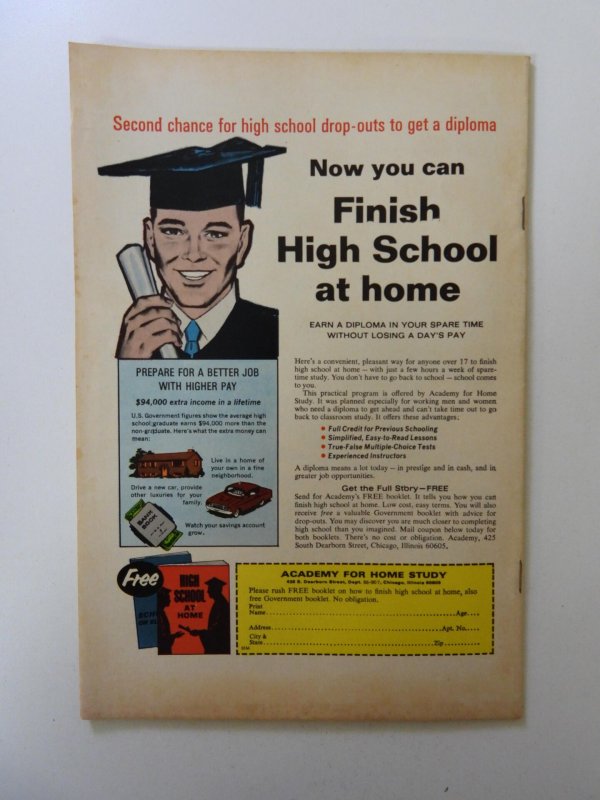 Second chance for high school drop-outs to get a diploma
Now you can
Finish
High School
at home
EARN A DIPLOMA IN YOUR SPARE TIME
WITHOUT LOSING A DAY'S PAY
PREPARE FOR A BETTER JOB
WITH HIGHER PAY
$94,000 extra income in a lifetime
U.S. Government figures show the average high
school graduate earns $94,000 more than the
non-graduate. Here's what the extra money can
mean:
Live in a home of
your own in a fine
neighborhood.
Drive a new car, provide
other luxuries for your
family.
BANK
BOOK
Watch your savings account
grow.
Here's a convenient, pleasant way for anyone over 17 to finish
high school at home — with just a few hours a week of spare-
time study. You don't have to go back to school — school comes
to you.
This practical program is offered by Academy for Home
Study. It was planned especially for working men and women
who need a diploma to get ahead and can't take time out to go
back to classroom study. It offers these advantages:
• Full Credit for Previous Schooling
• Simplified, Easy-to-Read Lessons
• True-False Multiple-Choice Tests
• Experienced Instructors
A diploma means a lot today — in prestige and in cash, and in
greater job opportunities.
Get the Full Story—FREE
Send for Academy's FREE booklet. It tells you how you can
finish high school at home. Low cost, easy terms. You will also
receive free a valuable Government booklet with advice for
drop-outs. You may discover you are much closer to completing
high school than you imagined. Mail coupon below today for
both booklets. There's no cost or obligation. Academy, 425
South Dearborn Street, Chicago, Illinois 60605.
Free
HIGH
SCHOOL
AT
HOME
ACADEMY FOR HOME STUDY
S. Dearborn Street, Dept. Chicago, Illinois 60605
Please rush FREE booklet on how to finish high school at home, also
free Government booklet. No obligation.
Print
Name Age
Address Apt. No.
City &
State Zip